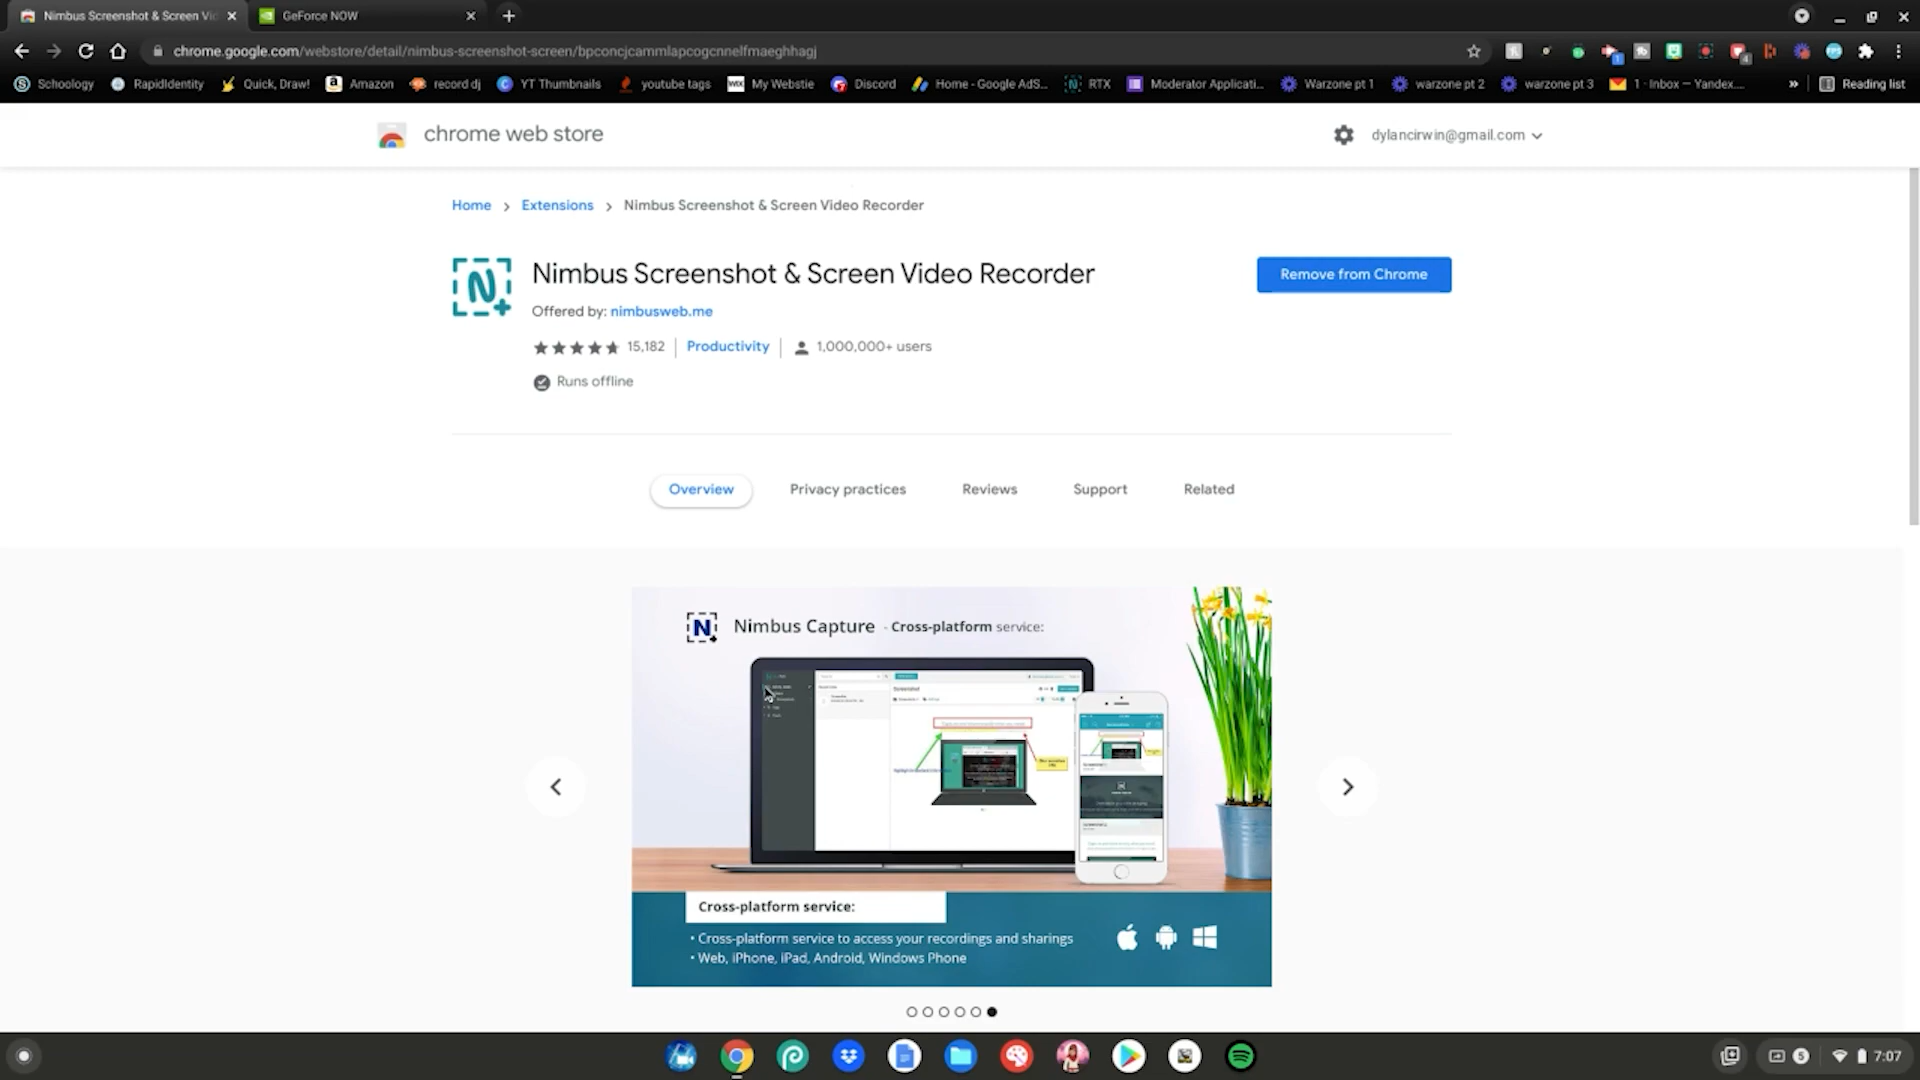 Nimbus Screenshot & Screen Vid
GeForce NOW
chrome.google.com/webstore/detail/nimbus-screenshot-screen/bpconcjcammlapcogcnnelfmaeghhagj
Schoology
RapidIdentity
Quick, Draw!
Amazon
record dj
YT Thumbnails
youtube tags
My Webstie
Discord
Home - Google AdS...
RTX
Moderator Applicati...
Warzone pt 1
warzone pt 2
warzone pt 3
1 · Inbox — Yandex....
»
Reading list
chrome web store
dylancirwin@gmail.com
Home > Extensions > Nimbus Screenshot & Screen Video Recorder
Nimbus Screenshot & Screen Video Recorder
Remove from Chrome
Offered by: nimbusweb.me
15,182 | Productivity | 1,000,000+ users
Runs offline
Overview
Privacy practices
Reviews
Support
Related
N Nimbus Capture - Cross-platform service:
Cross-platform service:
• Cross-platform service to access your recordings and sharings
• Web, iPhone, iPad, Android, Windows Phone
5
7:07